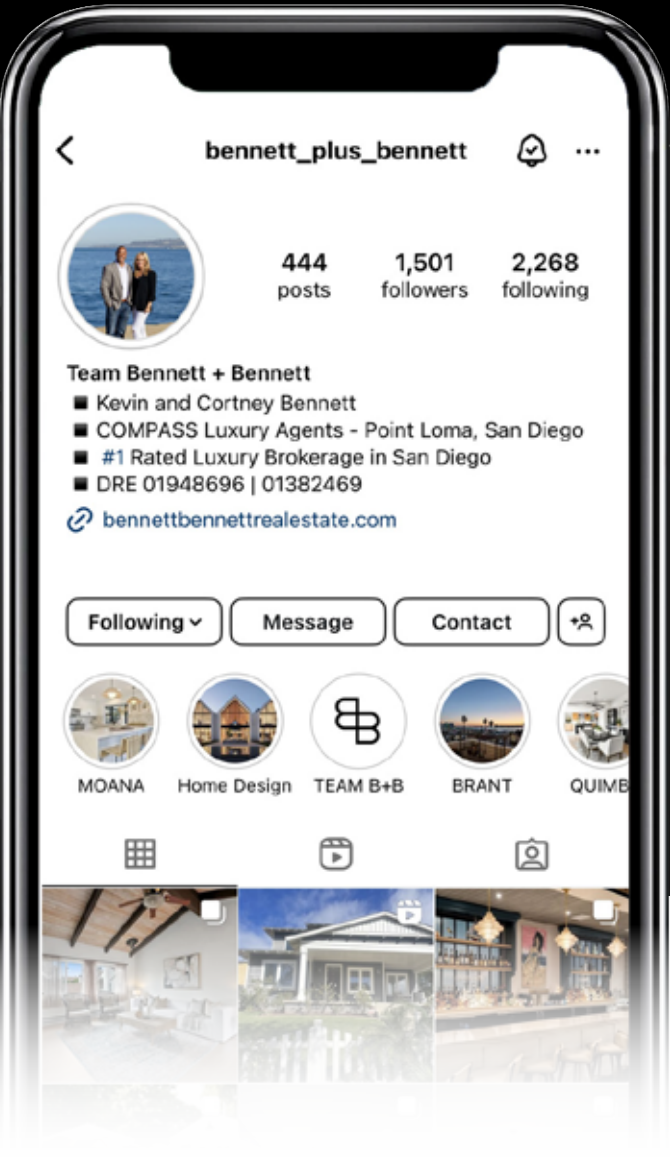 bennett_plus_bennett
444 1,501 2,268
posts followers following
Team Bennett + Bennett
Kevin and Cortney Bennett
COMPASS Luxury Agents - Point Loma, San Diego
#1 Rated Luxury Brokerage in San Diego
DRE 01948696 | 01382469
bennettbennettrealestate.com
Following Message Contact
MOANA Home Design TEAM B+B BRANT QUIMB